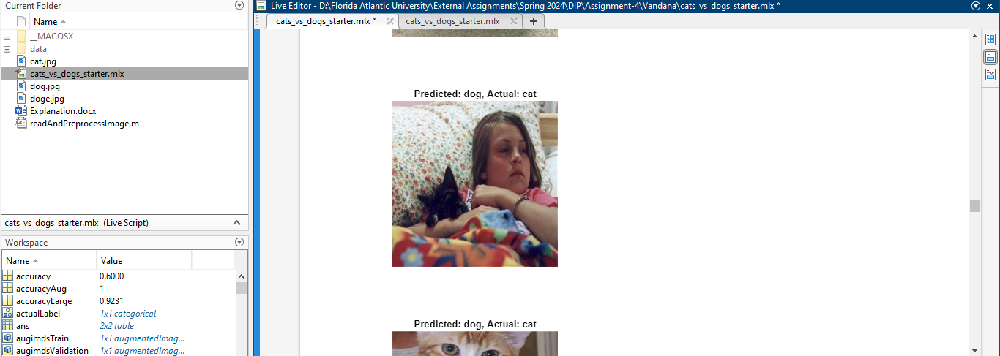 Current Folder
Name
__MACOSX
data
cat.jpg
cats_vs_dogs_starter.mlx
dog.jpg
doge.jpg
Explanation.docx
readAndPreprocessImage.m
cats_vs_dogs_starter.mlx (Live Script)
Workspace
Name Value
accuracy 0.6000
accuracyAug 1
accuracyLarge 0.9231
actualLabel 1x1 categorical
ans 2x2 table
augimdsTrain 1x1 augmentedImag...
augimdsValidation 1x1 augmentedImag...
Live Editor - D:\Florida Atlantic University\External Assignments\Spring 2024\DIP\Assignment-4\Vandana\cats_vs_dogs_starter.mlx *
cats_vs_dogs_starter.mlx * cats_vs_dogs_starter.mlx
Predicted: dog, Actual: cat
Predicted: dog, Actual: cat